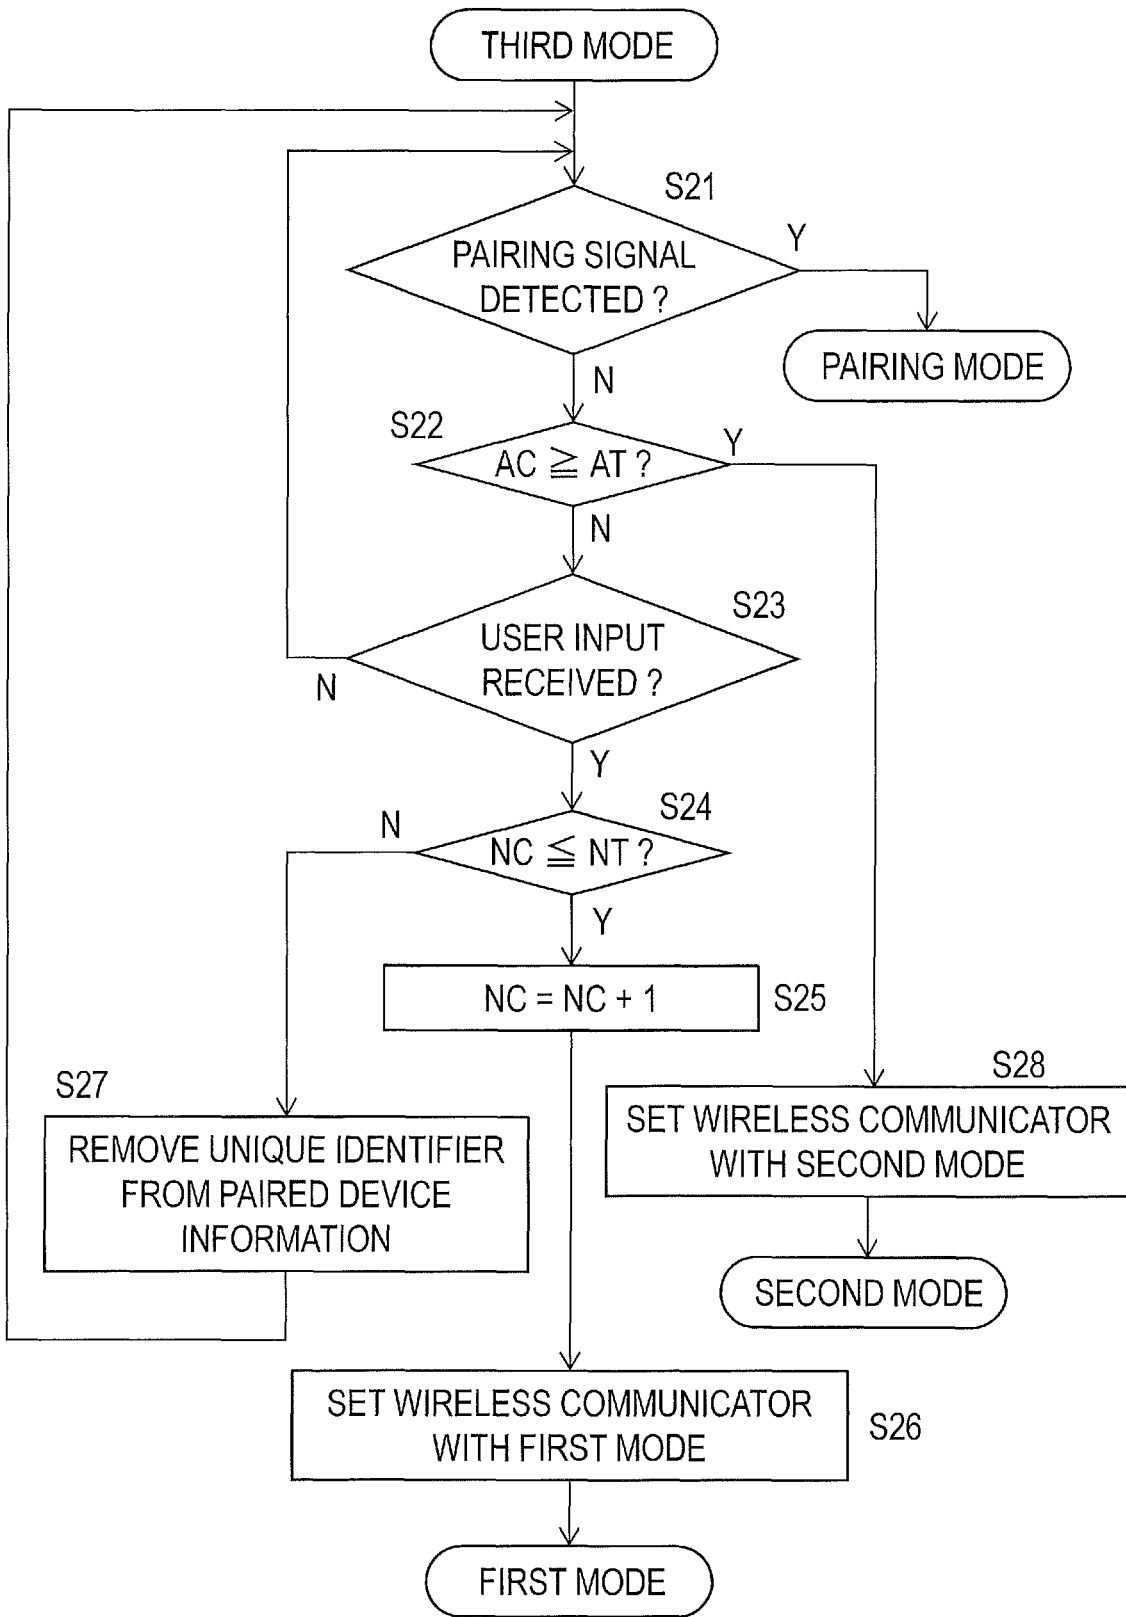 THIRD MODE
S21
PAIRING SIGNAL
DETECTED ?
Y
PAIRING MODE
N
S22
AC ≧ AT ?
Y
N
S23
USER INPUT
RECEIVED ?
N
Y
S24
NC ≦ NT ?
N
Y
NC = NC + 1
S25
S27
REMOVE UNIQUE IDENTIFIER
FROM PAIRED DEVICE
INFORMATION
S28
SET WIRELESS COMMUNICATOR
WITH SECOND MODE
SECOND MODE
SET WIRELESS COMMUNICATOR
WITH FIRST MODE
S26
FIRST MODE